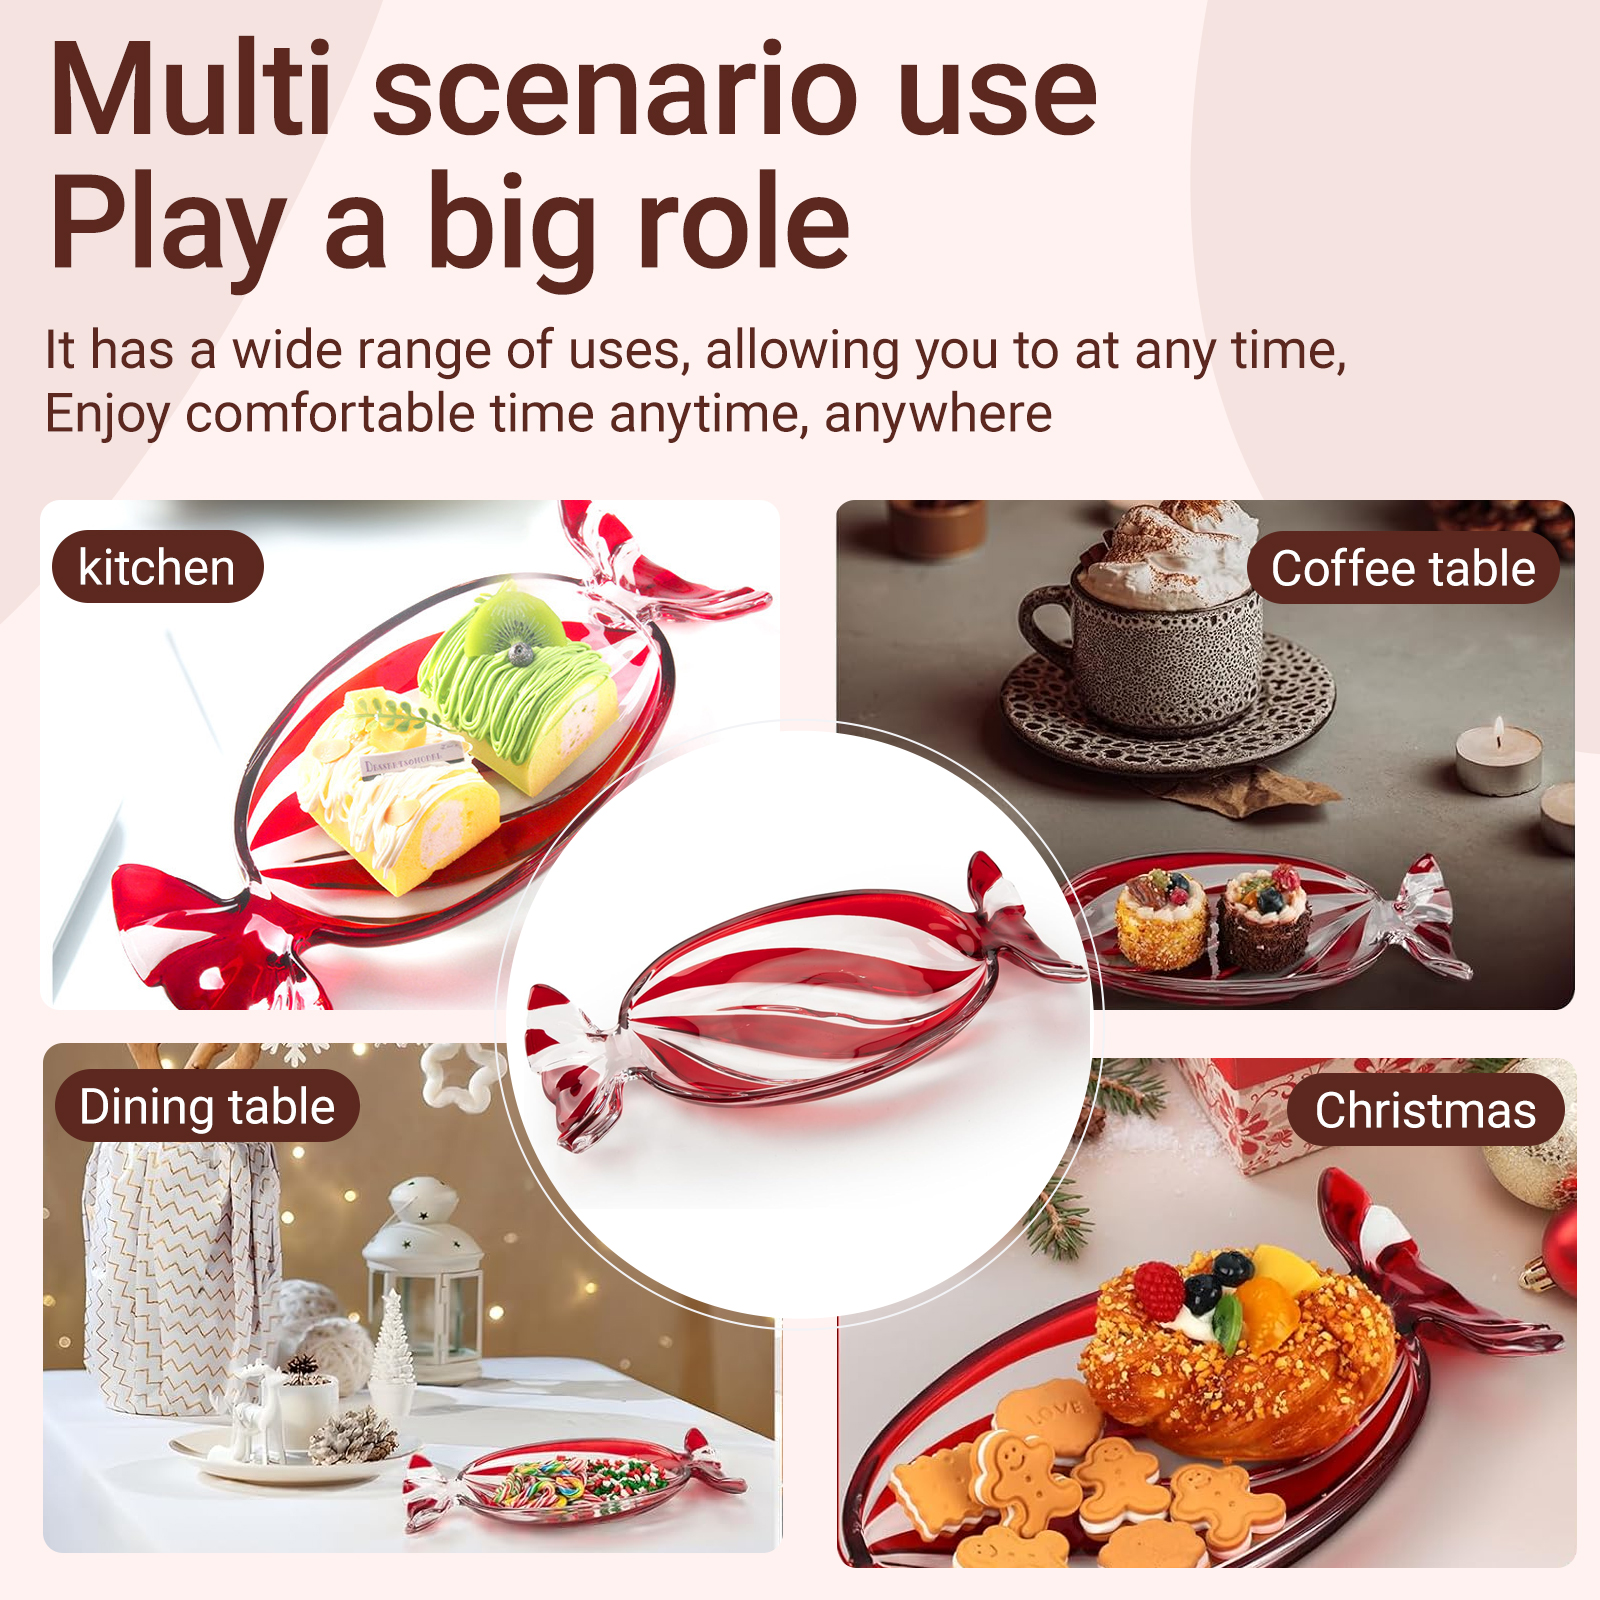 Multi scenario use
Play a big role
It has a wide range of uses, allowing you to at any time,
Enjoy comfortable time anytime, anywhere
kitchen
Coffee table
Dining table
Christmas
LOVE